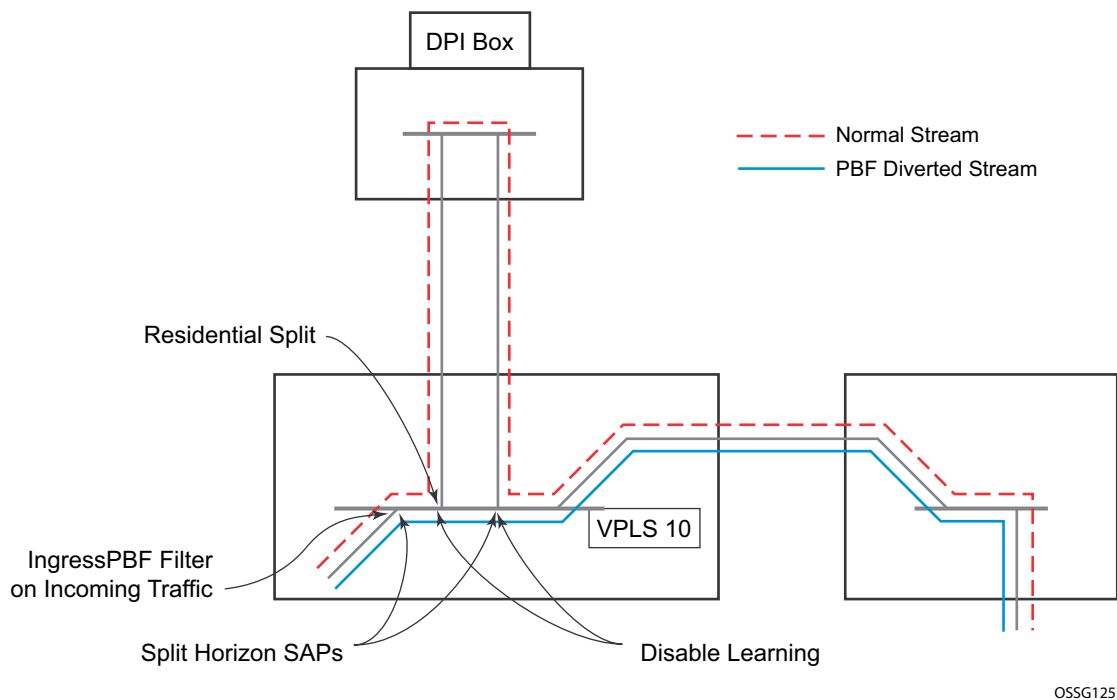 DPI Box
Normal Stream
PBF Diverted Stream
Residential Split
VPLS 10
IngressPBF Filter
on Incoming Traffic
Split Horizon SAPs
Disable Learning
OSSG125